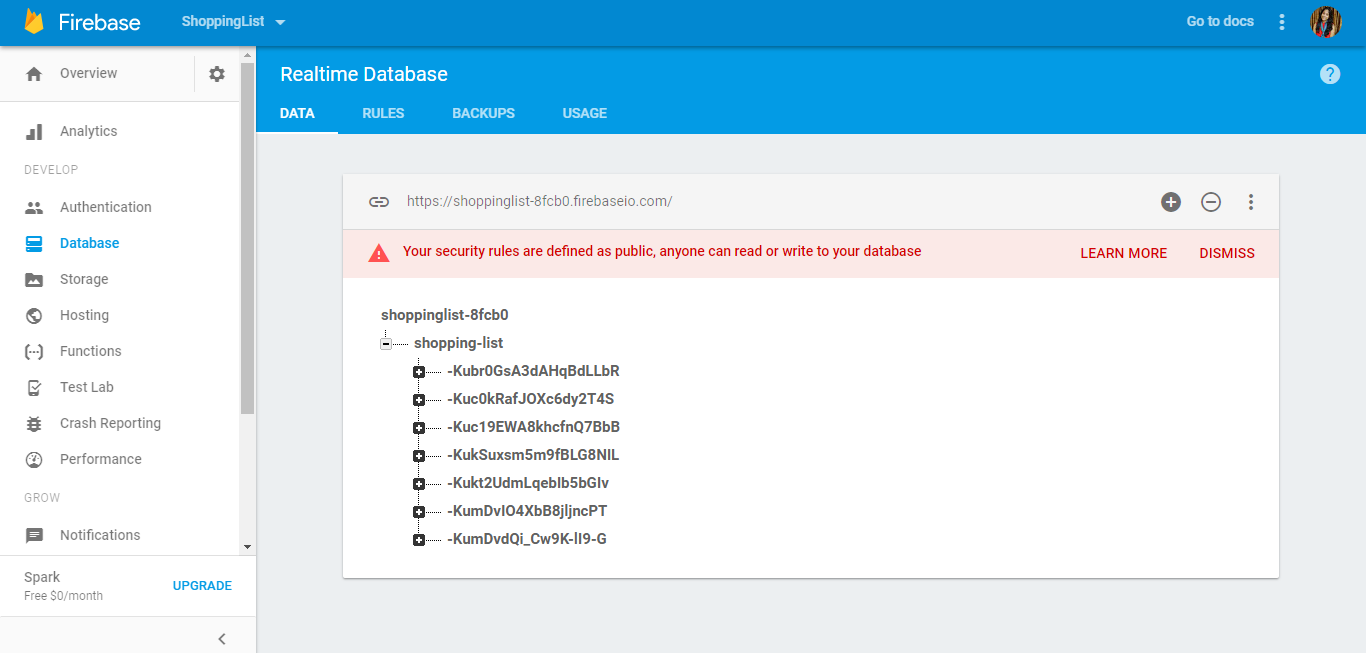 Firebase
ShoppingList
Go to docs
Overview
Analytics
DEVELOP
Authentication
Database
Storage
Hosting
Functions
Test Lab
Crash Reporting
Performance
GROW
Notifications
Spark
Free $0/month
UPGRADE
Realtime Database
?
DATA RULES BACKUPS USAGE
https://shoppinglist-8fcb0.firebaseio.com/
Your security rules are defined as public, anyone can read or write to your database
LEARN MORE DISMISS
shoppinglist-8fcb0
shopping-list
-Kubr0GsA3dAHqBdLLbR
-Kuc0kRafJOXc6dy2T4S
-Kuc19EWA8khcfnQ7BbB
-KukSuxsm5m9fBLG8NIL
-Kukt2UdmLqebIb5bGIv
-KumDvIO4XbB8jljncPT
-KumDvdQi_Cw9K-lI9-G